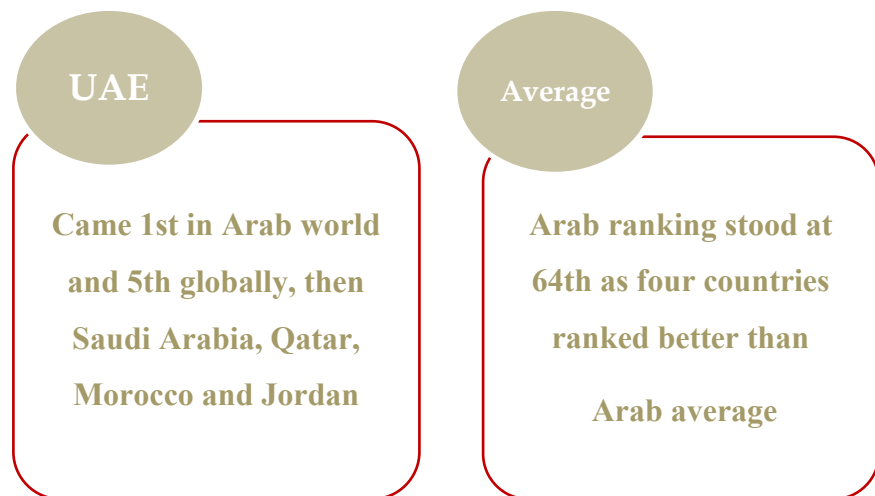 UAE
Came 1st in Arab world
and 5th globally, then
Saudi Arabia, Qatar,
Morocco and Jordan
Average
Arab ranking stood at
64th as four countries
ranked better than
Arab average